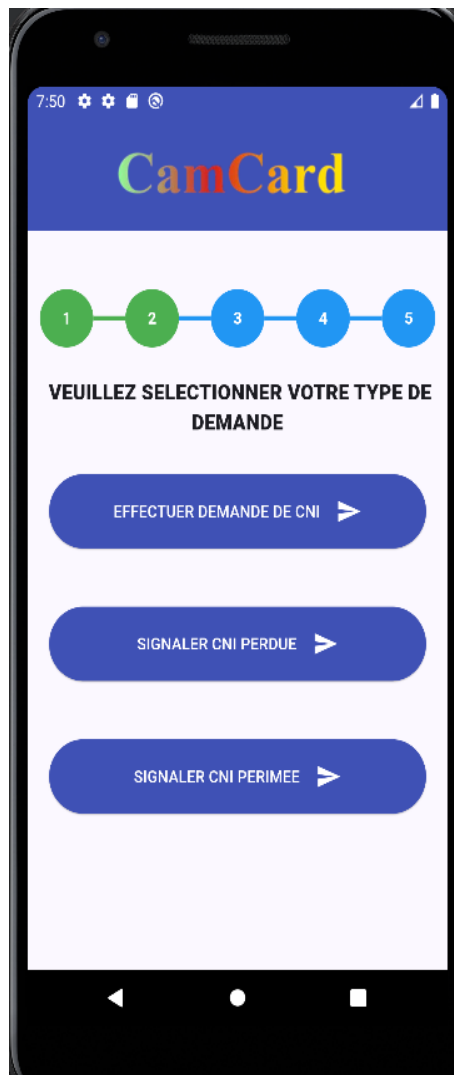 7:50
CamCard
1 2 3 4 5
VEUILLEZ SELECTIONNER VOTRE TYPE DE
DEMANDE
EFFECTUER DEMANDE DE CNI
SIGNALER CNI PERDUE
SIGNALER CNI PERIMEE